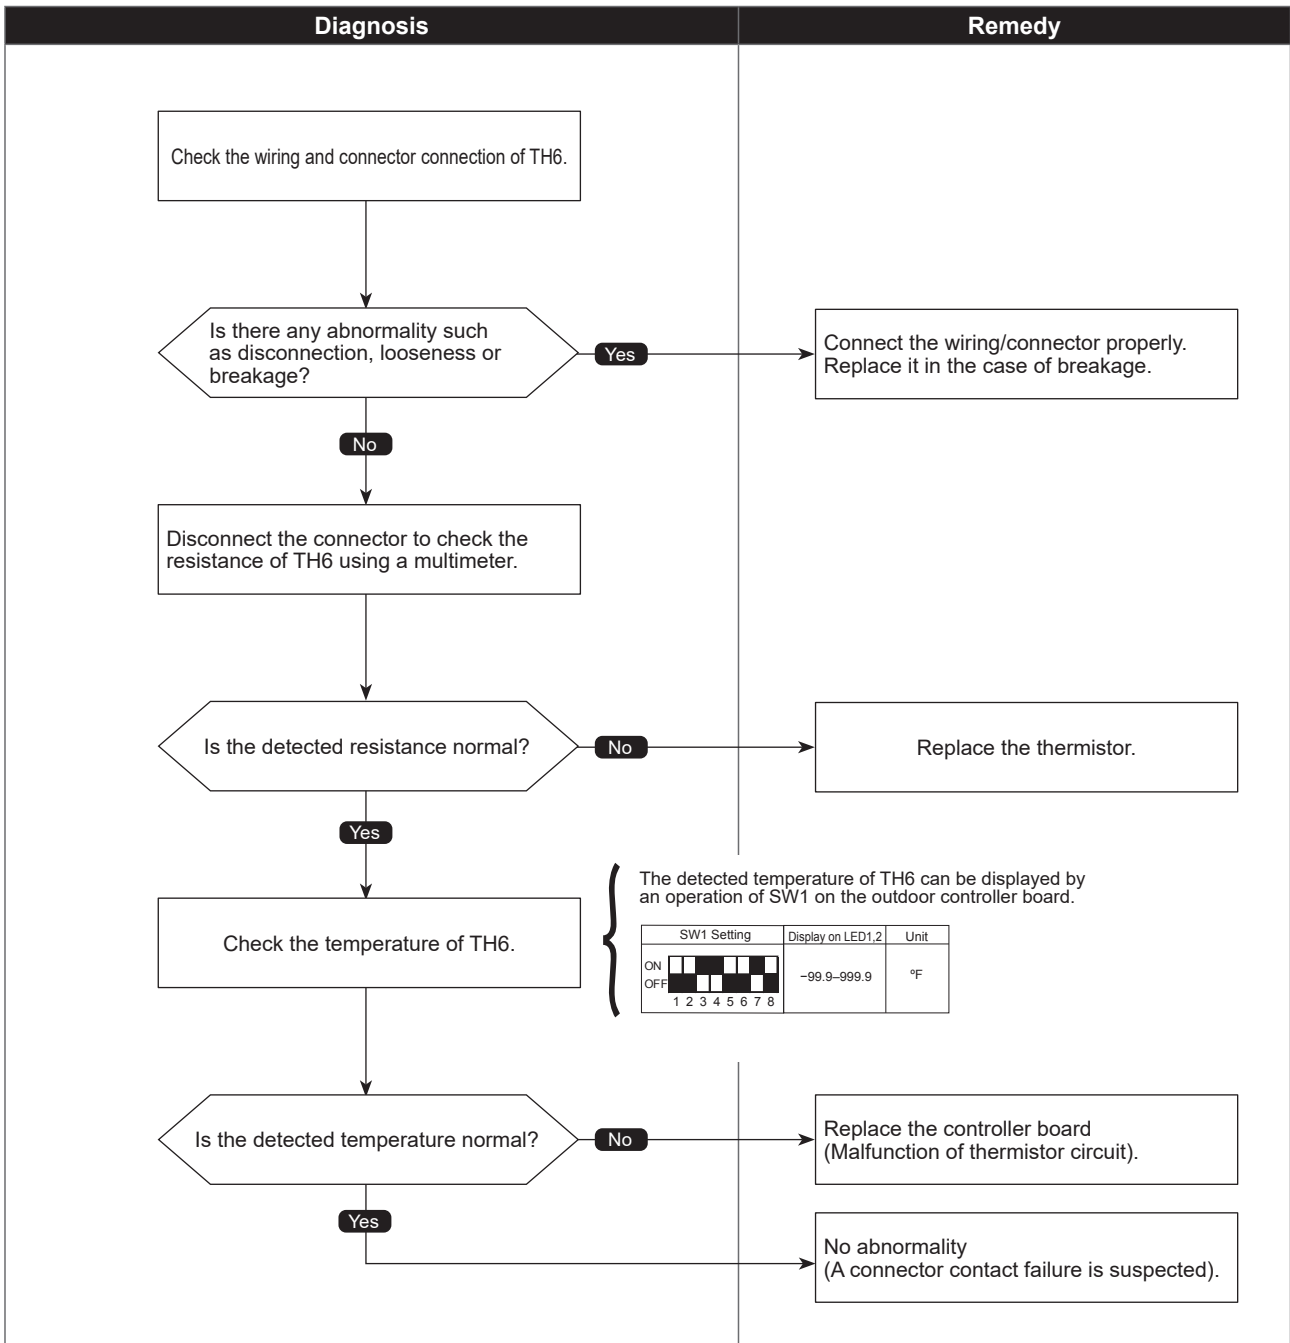 Diagnosis
Remedy
Check the wiring and connector connection of TH6.
Is there any abnormality such
as disconnection, looseness or
breakage?
Yes
Connect the wiring/connector properly.
Replace it in the case of breakage.
No
Disconnect the connector to check the
resistance of TH6 using a multimeter.
Is the detected resistance normal?
No
Replace the thermistor.
Yes
The detected temperature of TH6 can be displayed by
an operation of SW1 on the outdoor controller board.
Check the temperature of TH6.
SW1 Setting
Display on LED1,2
Unit
ON
OFF
1 2 3 4 5 6 7 8
−99.9–999.9
°F
Is the detected temperature normal?
No
Replace the controller board
(Malfunction of thermistor circuit).
Yes
No abnormality
(A connector contact failure is suspected).